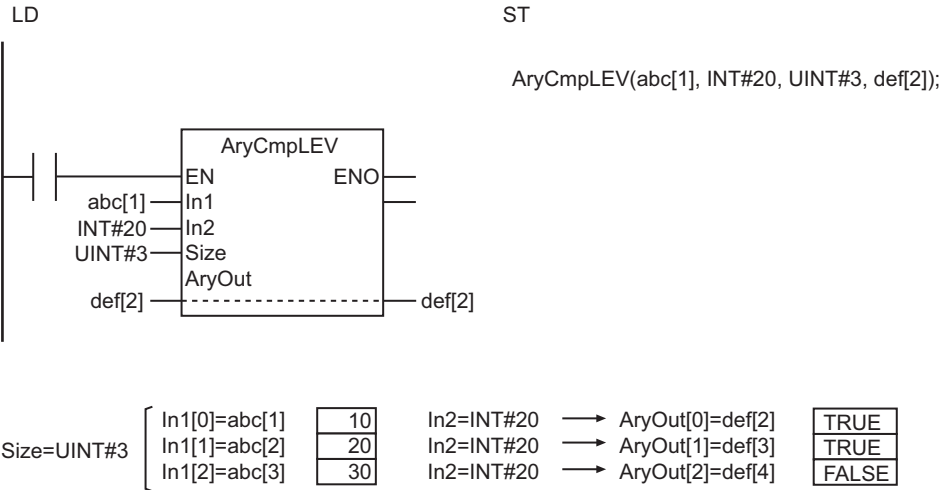 LD
ST
AryCmpLEV(abc[1], INT#20, UINT#3, def[2]);
AryCmpLEV
EN ENO
abc[1] In1
INT#20 In2
UINT#3 Size
AryOut
def[2] def[2]
In1[0]=abc[1] 10 In2=INT#20 AryOut[0]=def[2] TRUE
Size=UINT#3 In1[1]=abc[2] 20 In2=INT#20 AryOut[1]=def[3] TRUE
In1[2]=abc[3] 30 In2=INT#20 AryOut[2]=def[4] FALSE